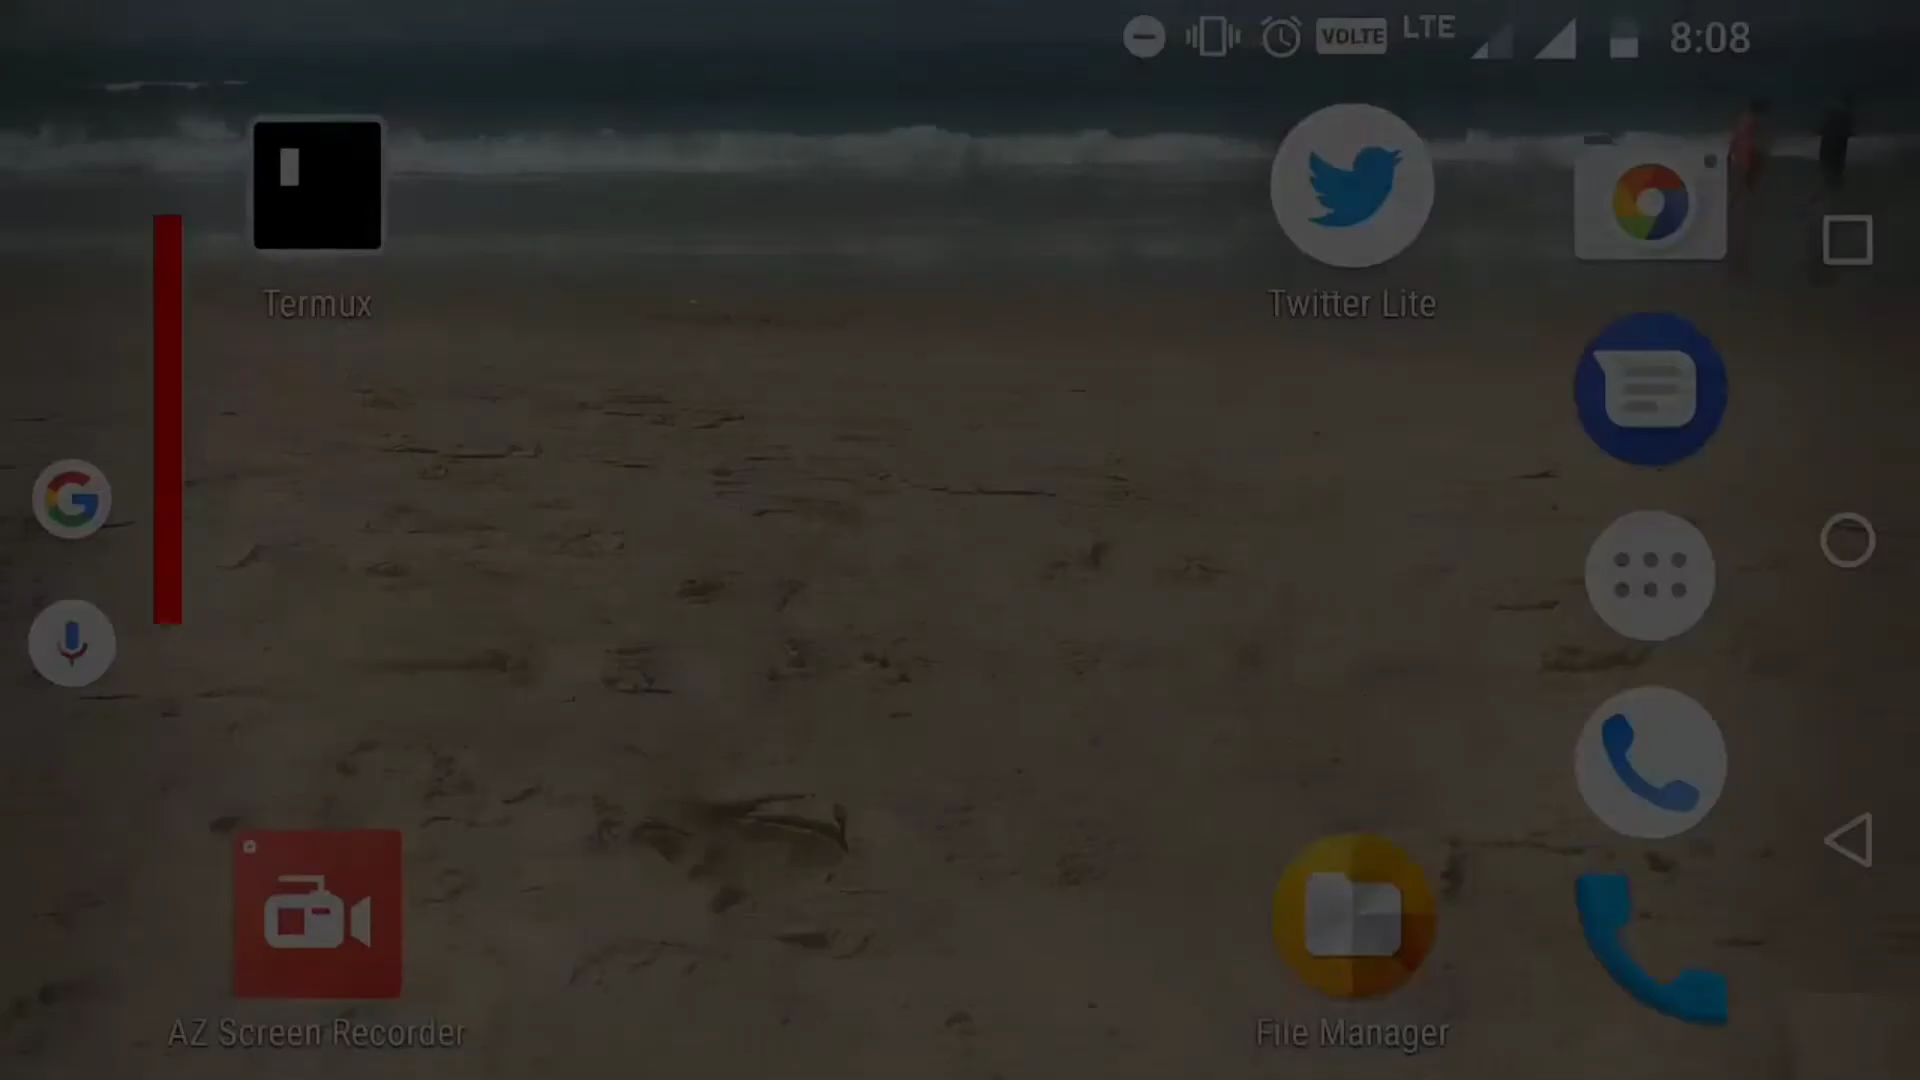 VOLTE LTE 8:08
Termux
Twitter Lite
AZ Screen Recorder
File Manager